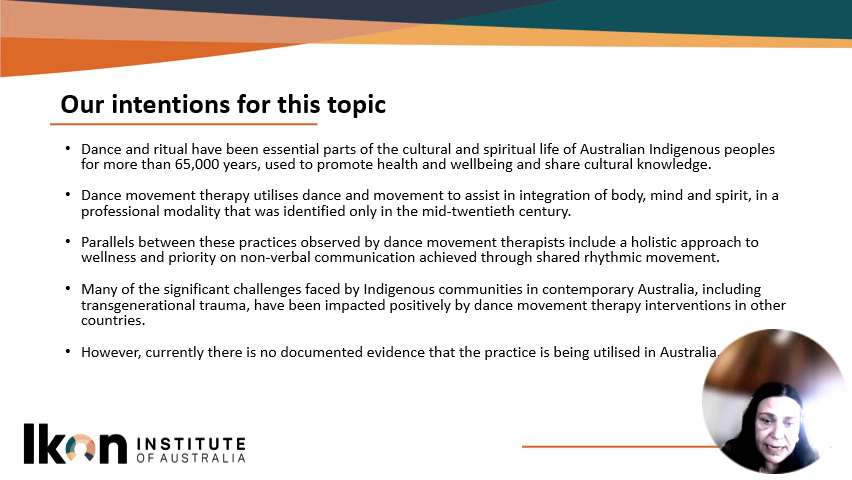 Our intentions for this topic
• Dance and ritual have been essential parts of the cultural and spiritual life of Australian Indigenous peoples
for more than 65,000 years, used to promote health and wellbeing and share cultural knowledge.
• Dance movement therapy utilises dance and movement to assist in integration of body, mind and spirit, in a
professional modality that was identified only in the mid-twentieth century.
• Parallels between these practices observed by dance movement therapists include a holistic approach to
wellness and priority on non-verbal communication achieved through shared rhythmic movement.
• Many of the significant challenges faced by Indigenous communities in contemporary Australia, including
transgenerational trauma, have been impacted positively by dance movement therapy interventions in other
countries.
• However, currently there is no documented evidence that the practice is being utilised in Australia.
Ikon INSTITUTE
OF AUSTRALIA